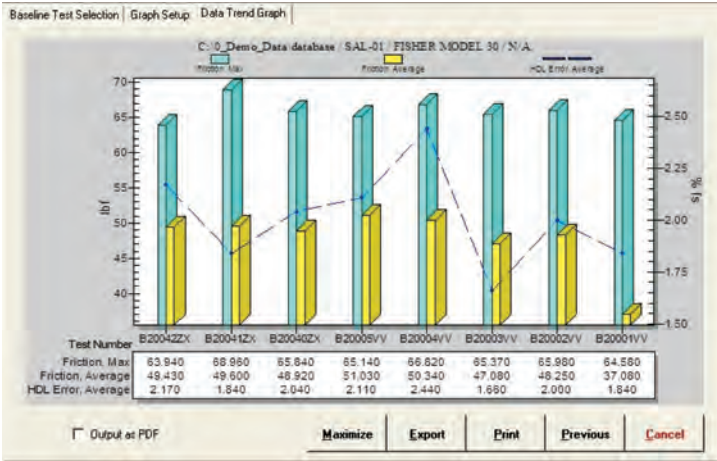 Baseline Test Selection Graph Setup Data Trend Graph
C:\0_Demo_Data database / SAL-01 / FISHER MODEL 30 / N/A.
Friction, Max Friction, Average HDL Error, Average
70
65
60
55
50
45
40
lbf
2.50
2.25
2.00
1.75
1.50
% fs
Test Number B20042ZX B20041ZX B20040ZX B20005VV B20004VV B20003VV B20002VV B20001VV
Friction, Max 63.940 68.960 65.840 65.140 66.820 65.370 65.980 64.560
Friction, Average 49.430 49.600 48.920 51.030 50.340 47.080 48.250 37.080
HDL Error, Average 2.170 1.840 2.040 2.110 2.440 1.660 2.000 1.840
Output as PDF Maximize Export Print Previous Cancel